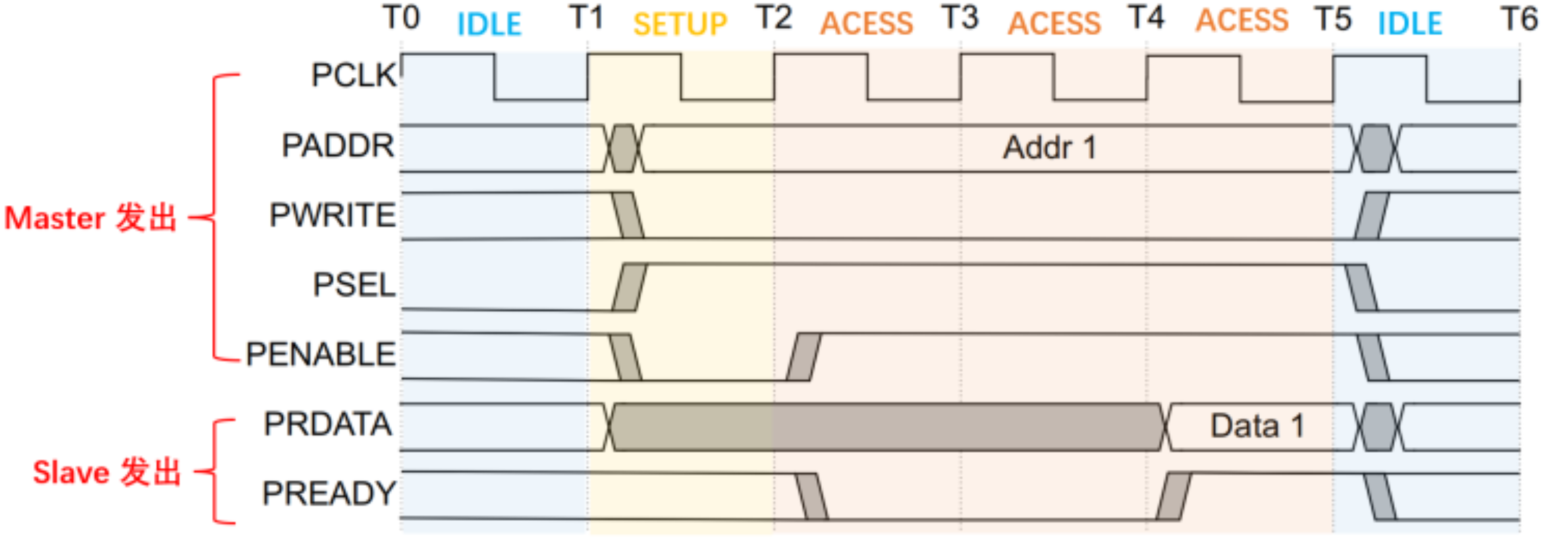 T0 IDLE T1 SETUP T2 ACESS T3 ACESS T4 ACESS T5 IDLE T6
PCLK
PADDR Addr 1
Master 发出
PWRITE
PSEL
PENABLE
PRDATA Data 1
Slave 发出
PREADY